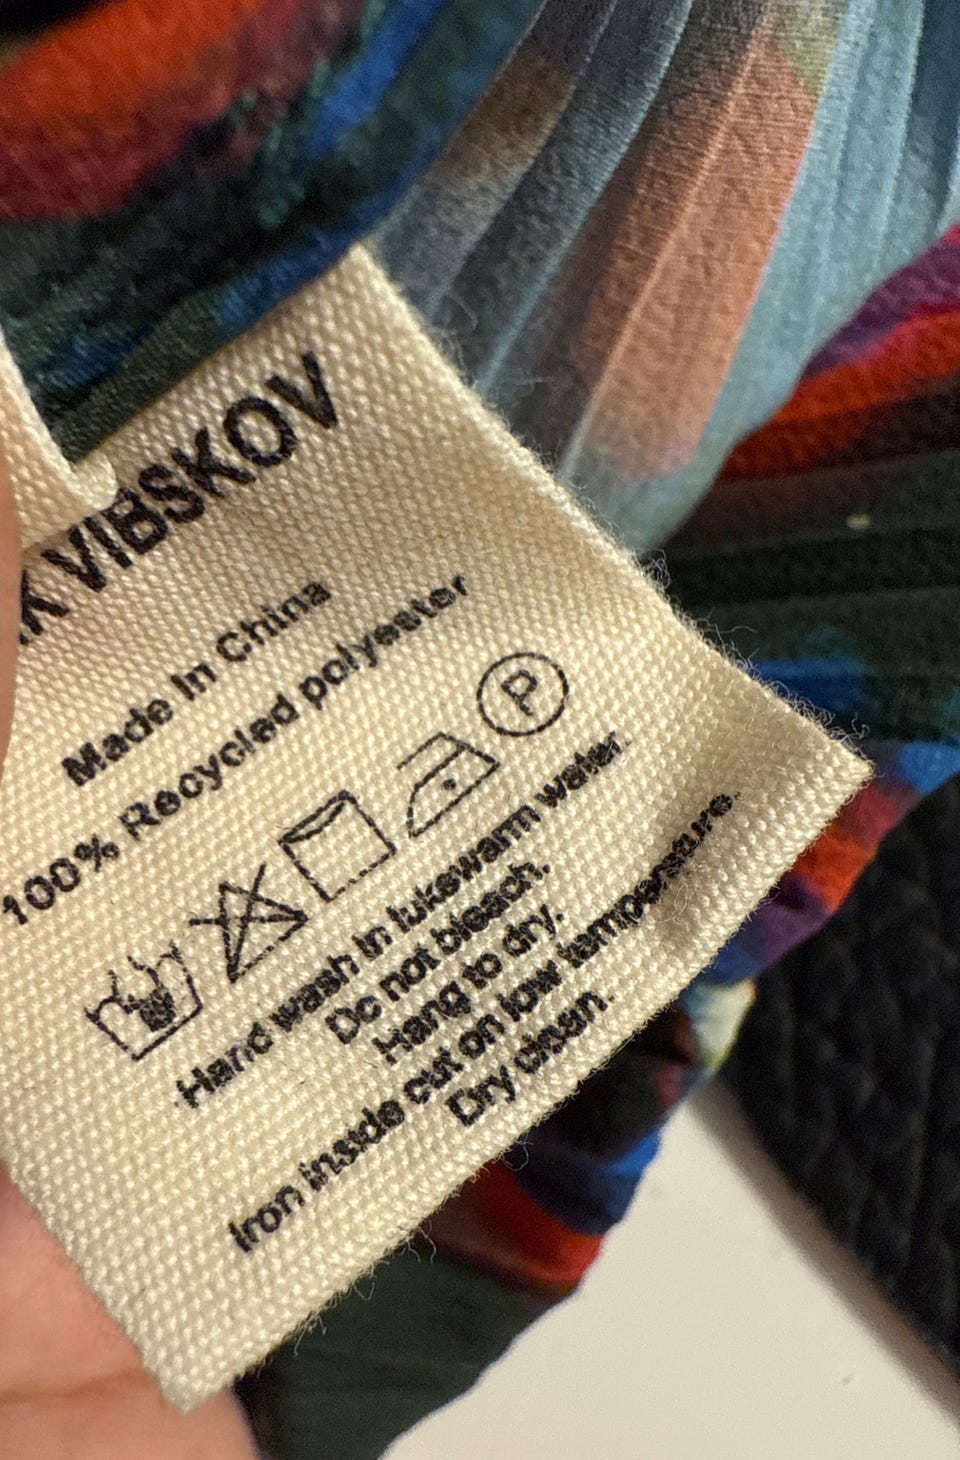 K VIBSKOV
Made in China
100% Recycled polyester
P
Hand wash in lukewarm water.
Do not bleach.
Hang to dry.
Iron inside out on low temperature.
Dry clean.